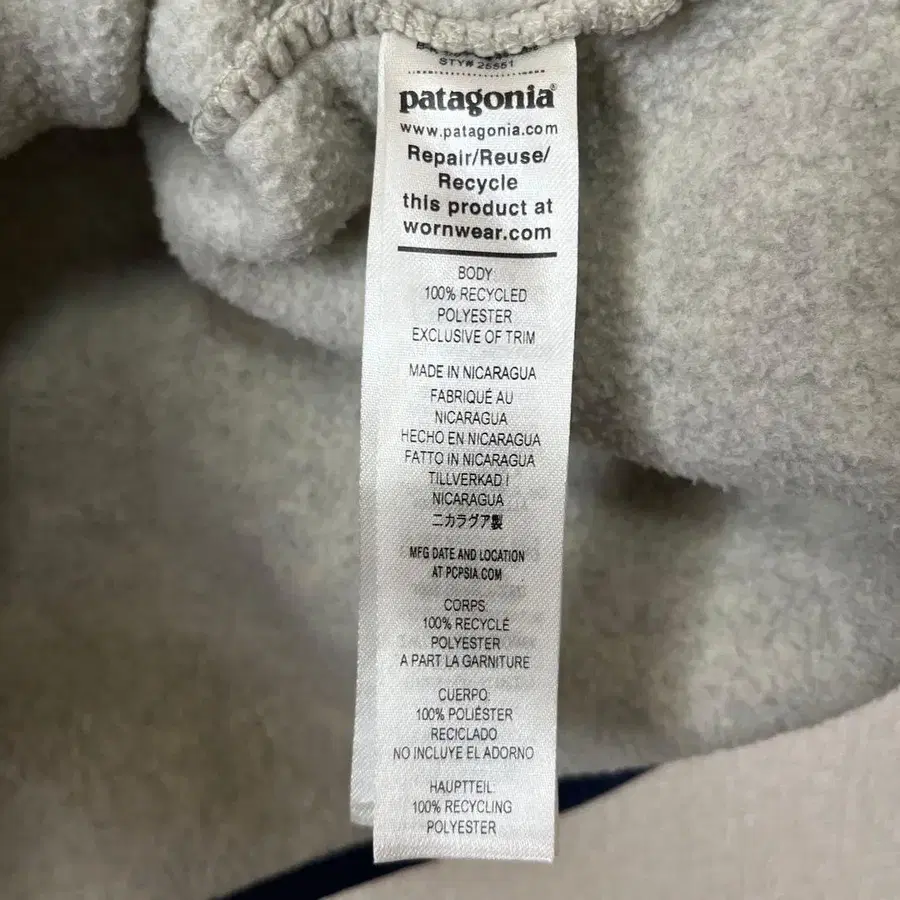 STY# 25551
patagonia®
www.patagonia.com
Repair/Reuse/
Recycle
this product at
wornwear.com
BODY
100% RECYCLED
POLYESTER
EXCLUSIVE OF TRIM
MADE IN NICARAGUA
FABRIQUÉ AU
NICARAGUA
HECHO EN NICARAGUA
FATTO IN NICARAGUA
TILLVERKAD I
NICARAGUA
ニカラグア製
MFG DATE AND LOCATION
AT PCPSIA.COM
CORPS:
100% RECYCLÉ
POLYESTER
A PART LA GARNITURE
CUERPO:
100% POLIÉSTER
RECICLADO
NO INCLUYE EL ADORNO
HAUPTTEIL:
100% RECYCLING
POLYESTER